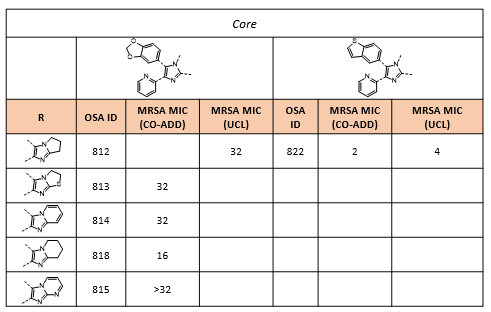 Core
O
O
N
N
N
S
N
N
N
R OSA ID MRSA MIC (CO-ADD) MRSA MIC (UCL) OSA ID MRSA MIC (CO-ADD) MRSA MIC (UCL)
N N 812 32 822 2 4
N N S 813 32
N N 814 32
N N 818 16
N N N 815 >32